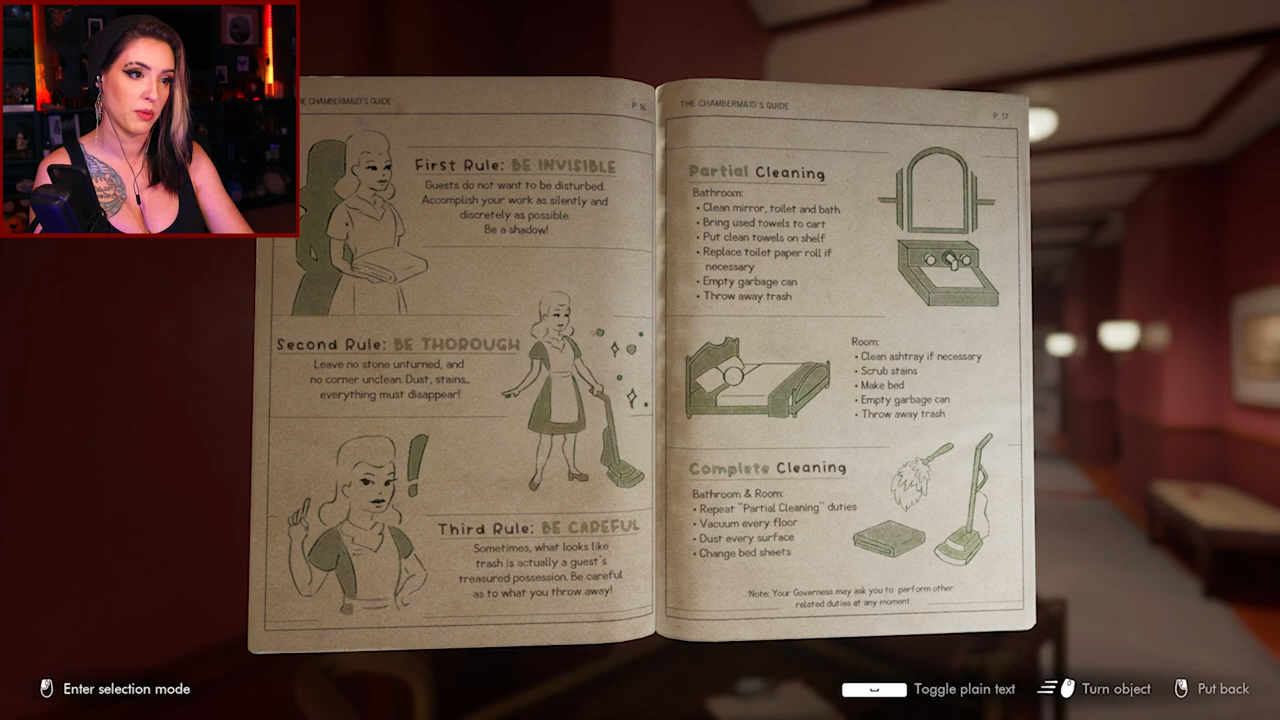 THE CHAMBERMAID'S GUIDE
P. 16
First Rule: BE INVISIBLE
Guests do not want to be disturbed.
Accomplish your work as silently and
discretely as possible.
Be a shadow!
Second Rule: BE THOROUGH
Leave no stone unturned, and
no corner unclean. Dust, stains...
everything must disappear!
Third Rule: BE CAREFUL
Sometimes, what looks like
trash is actually a guest's
treasured possession. Be careful
as to what you throw away!
THE CHAMBERMAID'S GUIDE
P. 17
Partial Cleaning
Bathroom:
• Clean mirror, toilet and bath
• Bring used towels to cart
• Put clean towels on shelf
• Replace toilet paper roll if
necessary
• Empty garbage can
• Throw away trash
Room:
• Clean ashtray if necessary
• Scrub stains
• Make bed
• Empty garbage can
• Throw away trash
Complete Cleaning
Bathroom & Room:
• Repeat "Partial Cleaning" duties
• Vacuum every floor
• Dust every surface
• Change bed sheets
Note: Your Governess may ask you to perform other
related duties at any moment.
Enter selection mode
Toggle plain text
Turn object
Put back